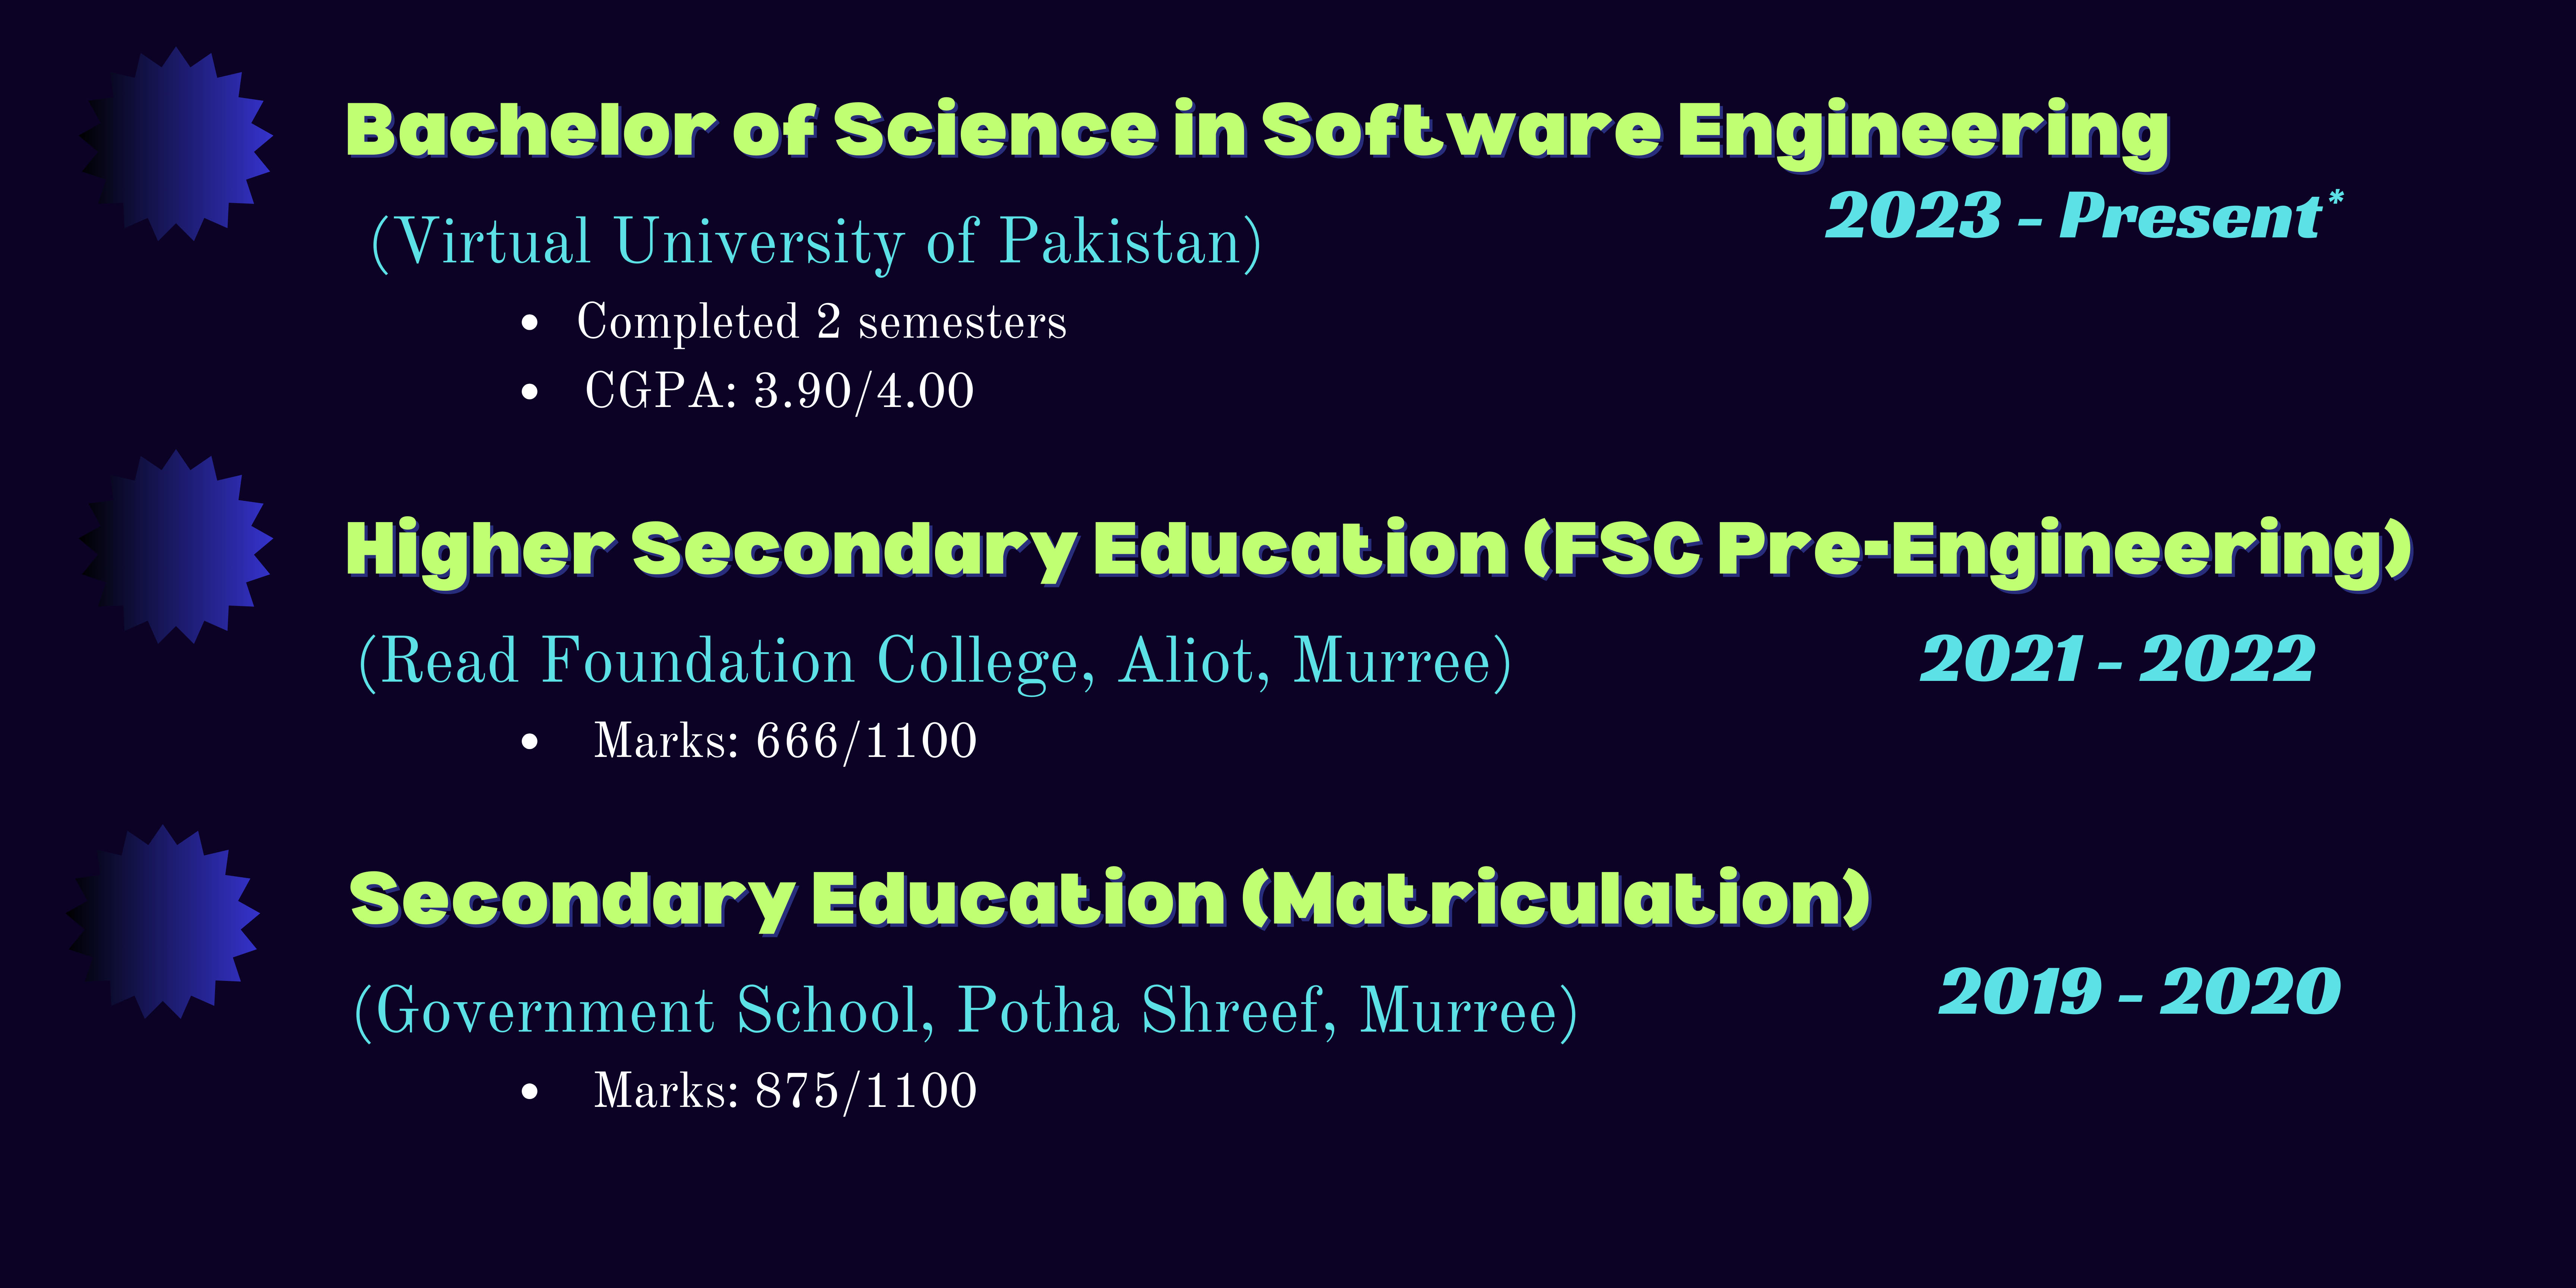 Bachelor of Science in Software Engineering
2023 - Present*
(Virtual University of Pakistan)
• Completed 2 semesters
• CGPA: 3.90/4.00
Higher Secondary Education (FSC Pre-Engineering)
(Read Foundation College, Aliot, Murree)
2021 - 2022
• Marks: 666/1100
Secondary Education (Matriculation)
2019 - 2020
(Government School, Potha Shreef, Murree)
• Marks: 875/1100